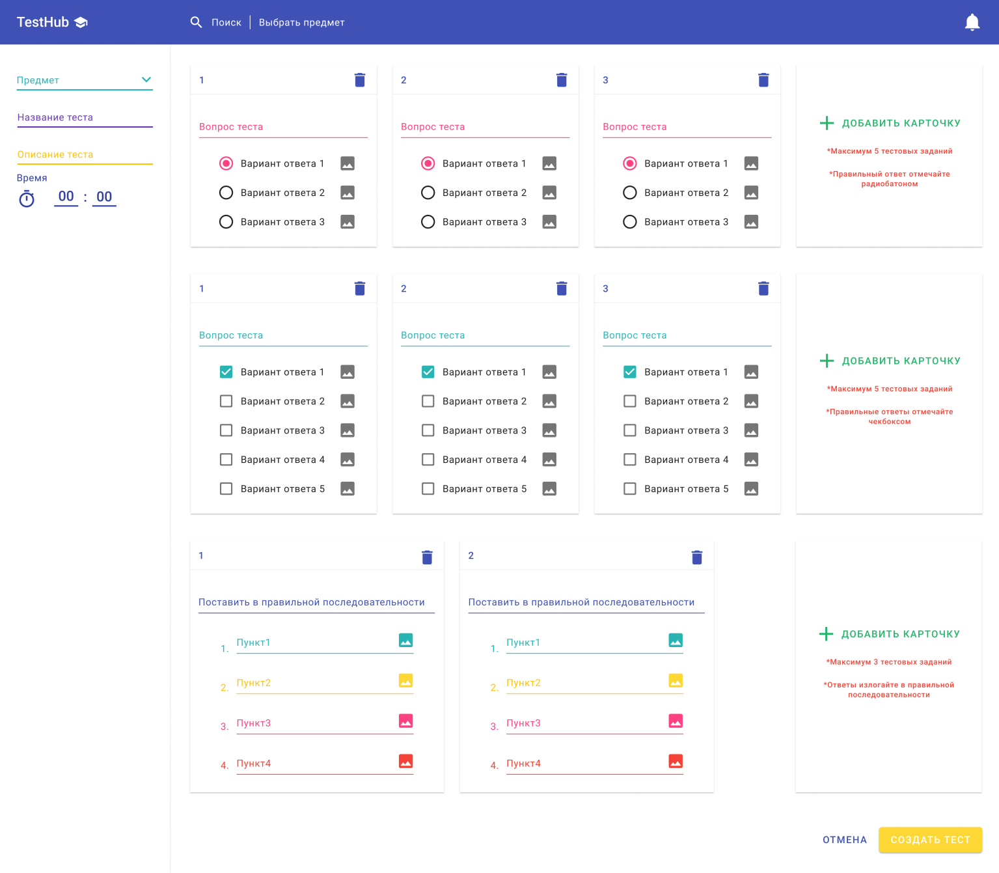 TestHub
Поиск
Выбрать предмет
Предмет
Название теста
Описание теста
Время
00 : 00
1
Вопрос теста
Вариант ответа 1
Вариант ответа 2
Вариант ответа 3
2
Вопрос теста
Вариант ответа 1
Вариант ответа 2
Вариант ответа 3
3
Вопрос теста
Вариант ответа 1
Вариант ответа 2
Вариант ответа 3
ДОБАВИТЬ КАРТОЧКУ
*Максимум 5 тестовых заданий
*Правильный ответ отмечайте
радиобатоном
1
Вопрос теста
Вариант ответа 1
Вариант ответа 2
Вариант ответа 3
Вариант ответа 4
Вариант ответа 5
2
Вопрос теста
Вариант ответа 1
Вариант ответа 2
Вариант ответа 3
Вариант ответа 4
Вариант ответа 5
3
Вопрос теста
Вариант ответа 1
Вариант ответа 2
Вариант ответа 3
Вариант ответа 4
Вариант ответа 5
ДОБАВИТЬ КАРТОЧКУ
*Максимум 5 тестовых заданий
*Правильные ответы отмечайте
чекбоксом
1
Поставить в правильной последовательности
1. Пункт1
2. Пункт2
3. Пункт3
4. Пункт4
2
Поставить в правильной последовательности
1. Пункт1
2. Пункт2
3. Пункт3
4. Пункт4
ДОБАВИТЬ КАРТОЧКУ
*Максимум 3 тестовых заданий
*Ответы излогайте в правильной
последовательности
ОТМЕНА
СОЗДАТЬ ТЕСТ